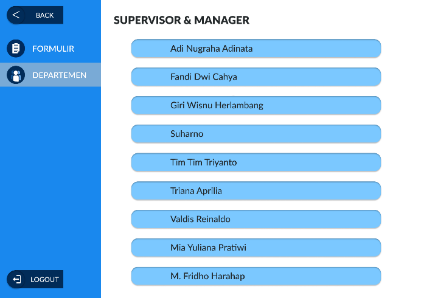 BACK
FORMULIR
DEPARTEMEN
LOGOUT
SUPERVISOR & MANAGER
Adi Nugraha Adinata
Fandi Dwi Cahya
Giri Wisnu Herlambang
Suharno
Tim Tim Triyanto
Triana Aprilia
Valdis Reinaldo
Mia Yuliana Pratiwi
M. Fridho Harahap